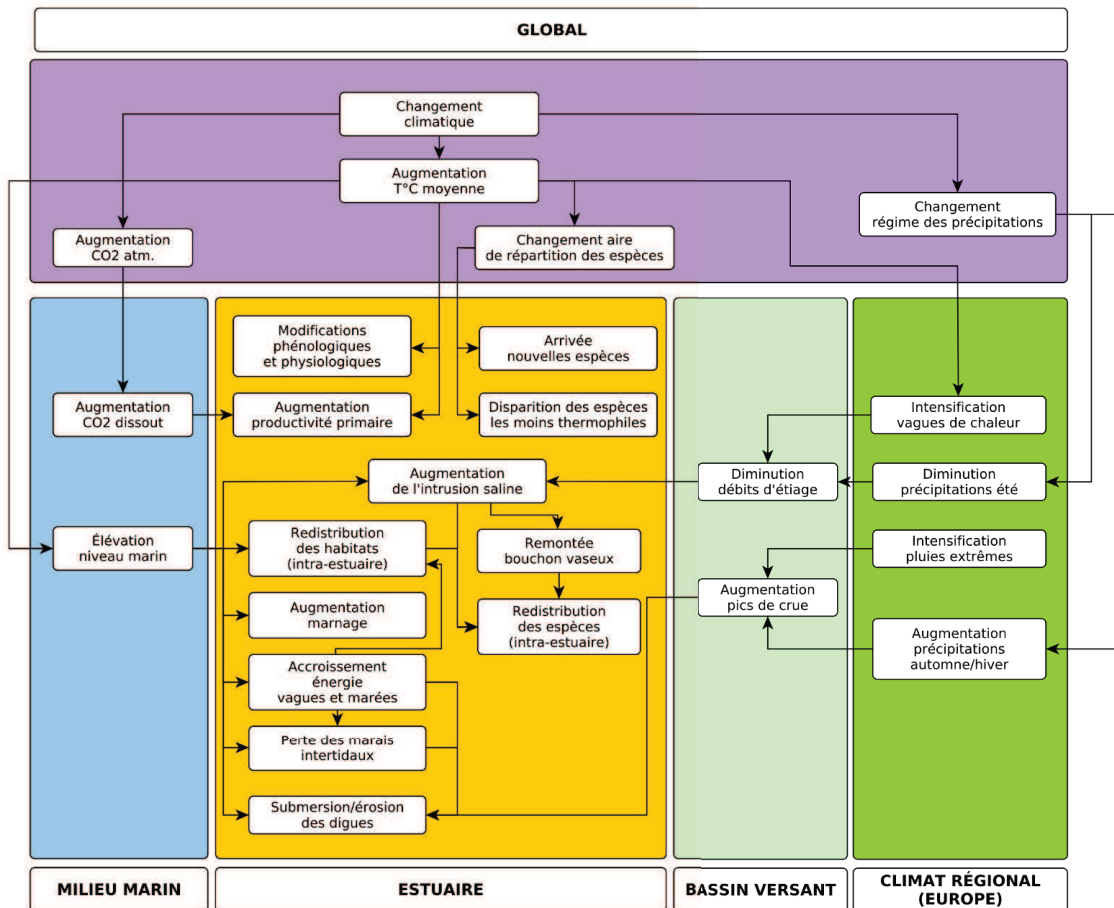 GLOBAL
Changement
climatique
Augmentation
T°C moyenne
Changement
régime des précipitations
Augmentation
CO2 atm.
Changement aire
de répartition des espèces
Modifications
phénologiques
et physiologiques
Arrivée
nouvelles espèces
Augmentation
CO2 dissout
Augmentation
productivité primaire
Disparition des espèces
les moins thermophiles
Intensification
vagues de chaleur
Augmentation
de l'intrusion saline
Diminution
débits d'étiage
Diminution
précipitations été
Élévation
niveau marin
Redistribution
des habitats
(intra-estuaire)
Remontée
bouchon vaseux
Intensification
pluies extrêmes
Augmentation
marnage
Redistribution
des espèces
(intra-estuaire)
Augmentation
pics de crue
Augmentation
précipitations
automne/hiver
Accroissement
énergie
vagues et marées
Perte des marais
intertidaux
Submersion/érosion
des digues
MILIEU MARIN
ESTUAIRE
BASSIN VERSANT
CLIMAT RÉGIONAL
(EUROPE)